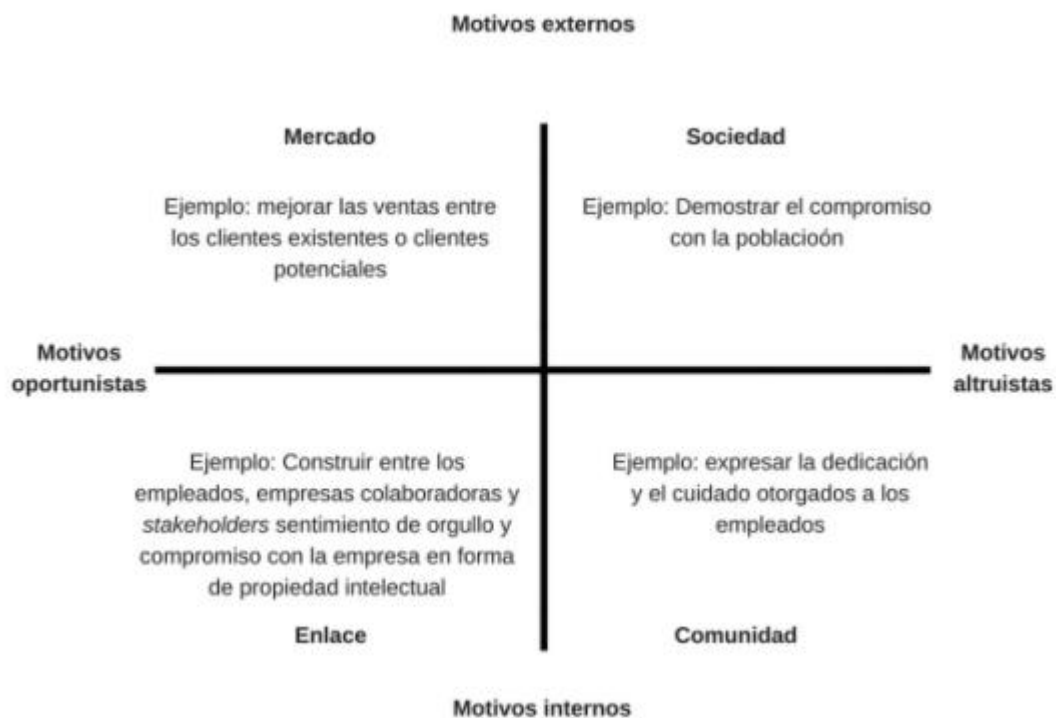 Motivos externos
Mercado
Ejemplo: mejorar las ventas entre
los clientes existentes o clientes
potenciales
Sociedad
Ejemplo: Demostrar el compromiso
con la poblacioón
Motivos
oportunistas
Motivos
altruistas
Ejemplo: Construir entre los
empleados, empresas colaboradoras y
stakeholders sentimiento de orgullo y
compromiso con la empresa en forma
de propiedad intelectual
Enlace
Ejemplo: expresar la dedicación
y el cuidado otorgados a los
empleados
Comunidad
Motivos internos